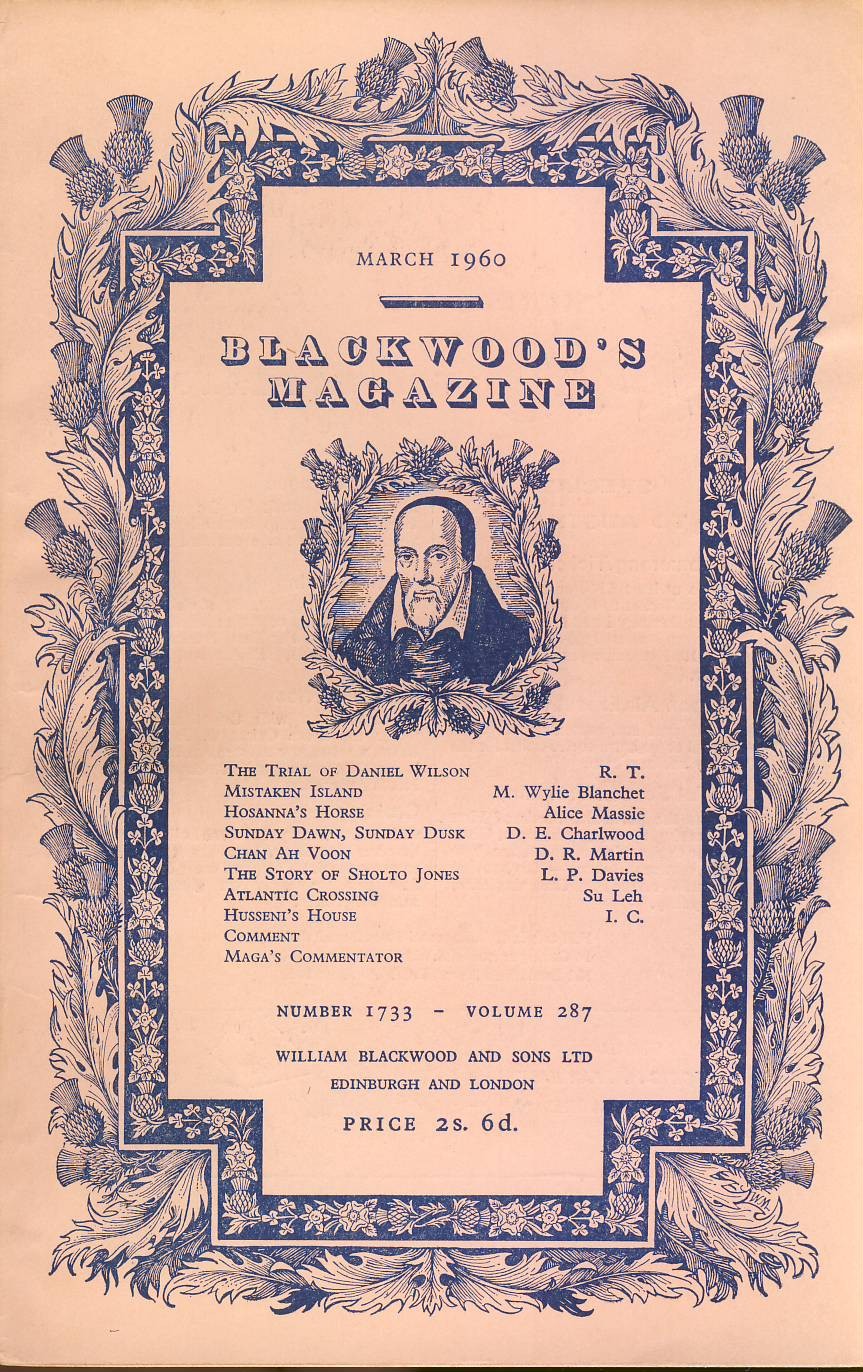 MARCH 1960
BLACKWOOD'S
MAGAZINE
THE TRIAL OF DANIEL WILSON R. T.
MISTAKEN ISLAND M. Wylie Blanchet
HOSANNA'S HORSE Alice Massie
SUNDAY DAWN, SUNDAY DUSK D. E. Charlwood
CHAN AH VOON D. R. Martin
THE STORY OF SHOLTO JONES L. P. Davies
ATLANTIC CROSSING Su Leh
HUSSENI'S HOUSE I. C.
COMMENT
MAGA'S COMMENTATOR
NUMBER 1733 – VOLUME 287
WILLIAM BLACKWOOD AND SONS LTD
EDINBURGH AND LONDON
PRICE 2s. 6d.